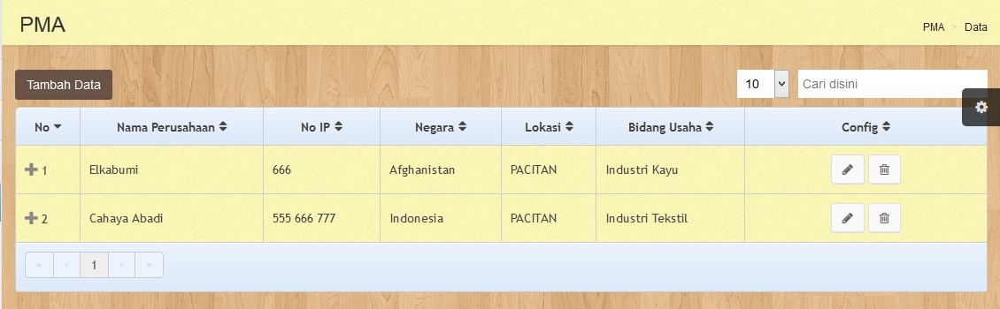 PMA
PMA > Data
Tambah Data
10
Cari disini
No Nama Perusahaan No IP Negara Lokasi Bidang Usaha Config
1 Elkabumi 666 Afghanistan PACITAN Industri Kayu
2 Cahaya Abadi 555 666 777 Indonesia PACITAN Industri Tekstil
« ‹ 1 › »